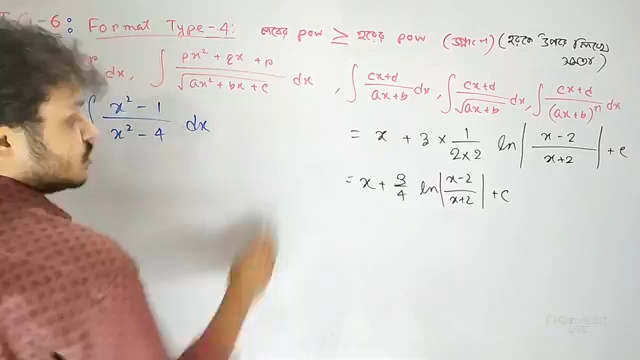 -6: Format Type-4: লবের pow ≥ হরের pow (হরকে উপরে লিখে
dx, ∫ px² + qx + r / √(ax² + bx + c) dx, ∫ cx+d / ax+b dx, ∫ cx+d / √(ax+b) dx, ∫ cx+d / (ax+b)ⁿ dx
∫ x² - 1 / x² - 4 dx
= x + 3 × 1 / 2×2 ln | x-2 / x+2 | + c
= x + 3/4 ln | x-2 / x+2 | + c